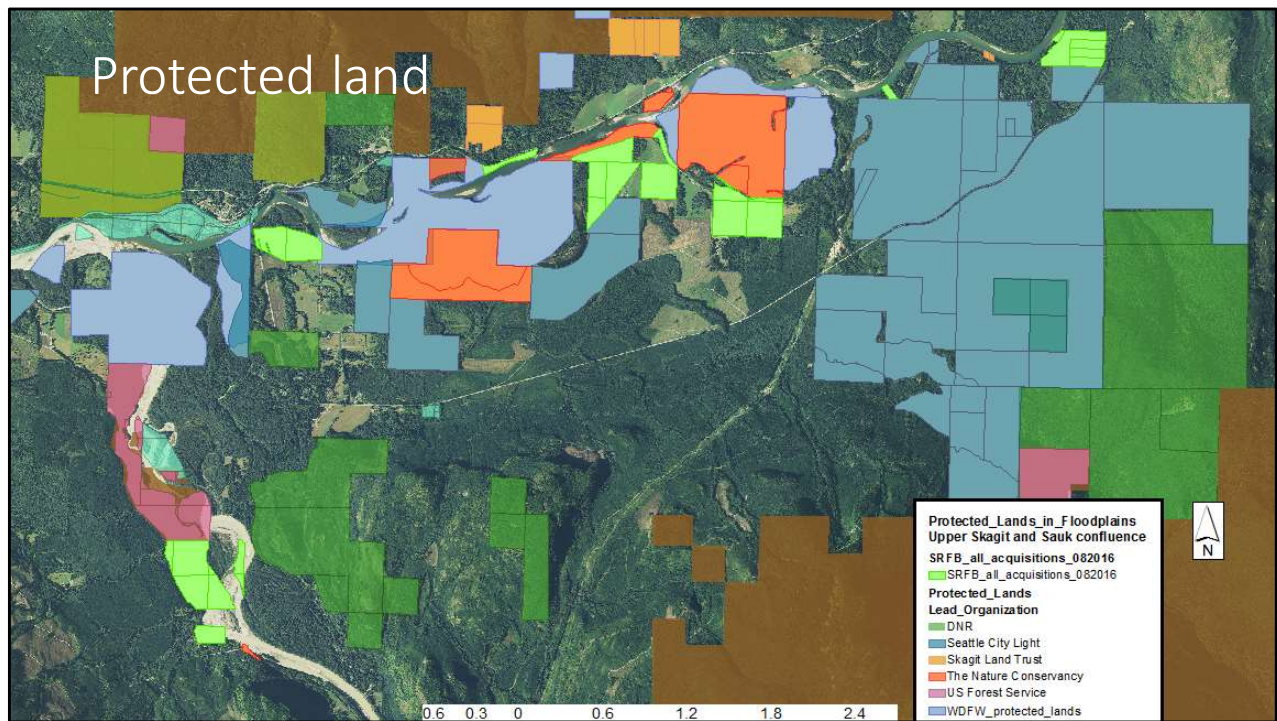 Protected land
Protected_Lands_in_Floodplains
Upper Skagit and Sauk confluence
SRFB_all_acquisitions_082016
SRFB_all_acquisitions_082016
Protected_Lands
Lead_Organization
DNR
Seattle City Light
Skagit Land Trust
The Nature Conservancy
US Forest Service
WDFW_protected_lands
N
0.6 0.3 0 0.6 1.2 1.8 2.4